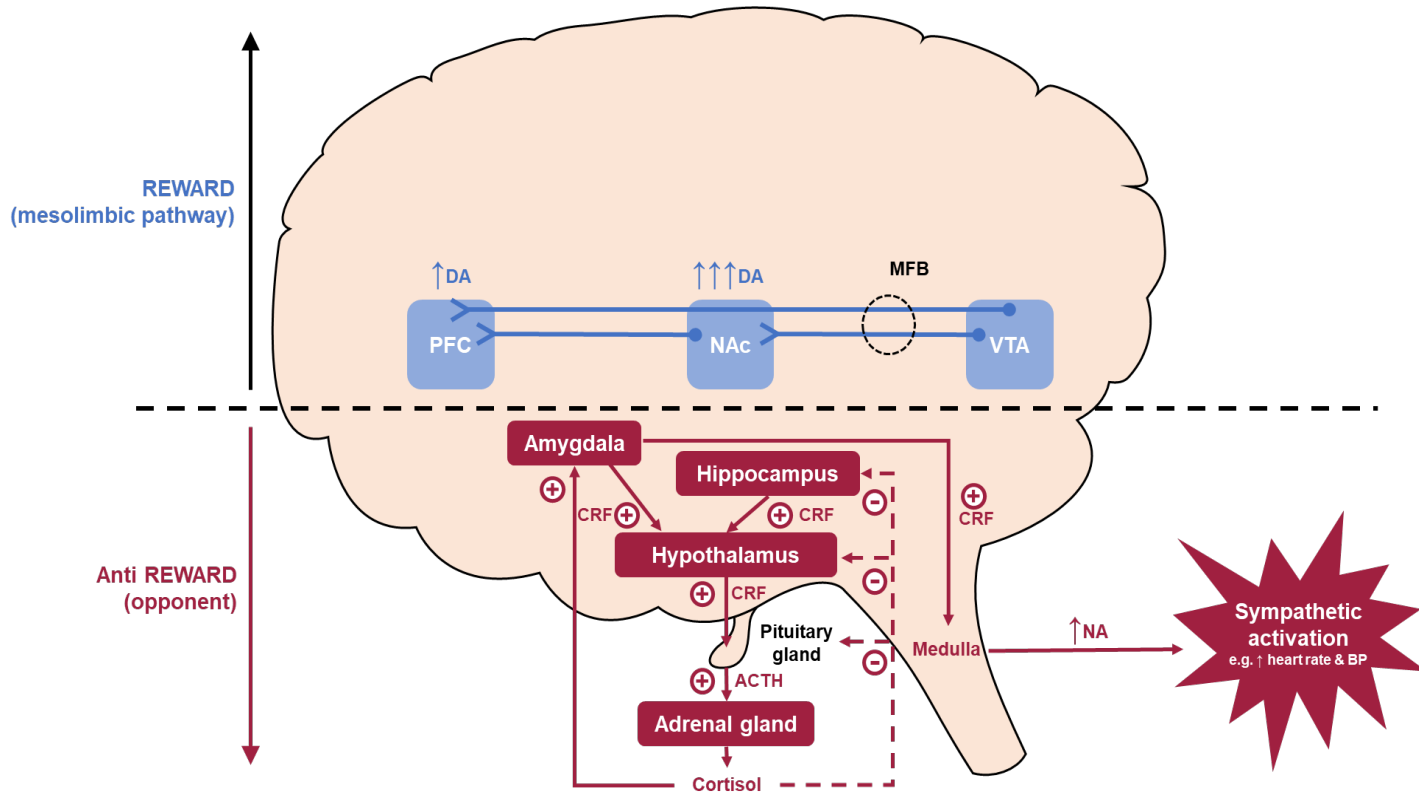 REWARD
(mesolimbic pathway)
↑DA
↑↑↑DA
MFB
PFC
NAc
VTA
Amygdala
Hippocampus
+
CRF +
+ CRF
-
+
CRF
Hypothalamus
+ CRF
-
Anti REWARD
(opponent)
Pituitary
gland
-
Medulla
↑NA
Sympathetic
activation
e.g. ↑ heart rate & BP
+ ACTH
Adrenal gland
Cortisol